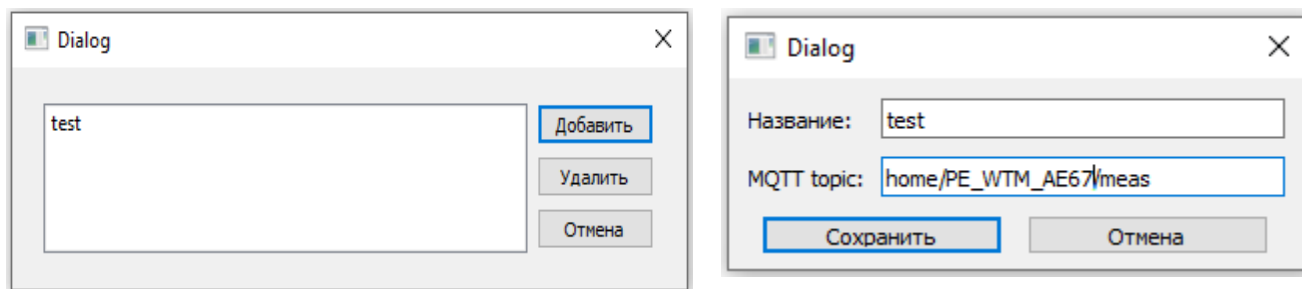 Dialog
test
Добавить
Удалить
Отмена
Dialog
Название: test
MQTT topic: home/PE_WTM_AE67/meas
Сохранить Отмена